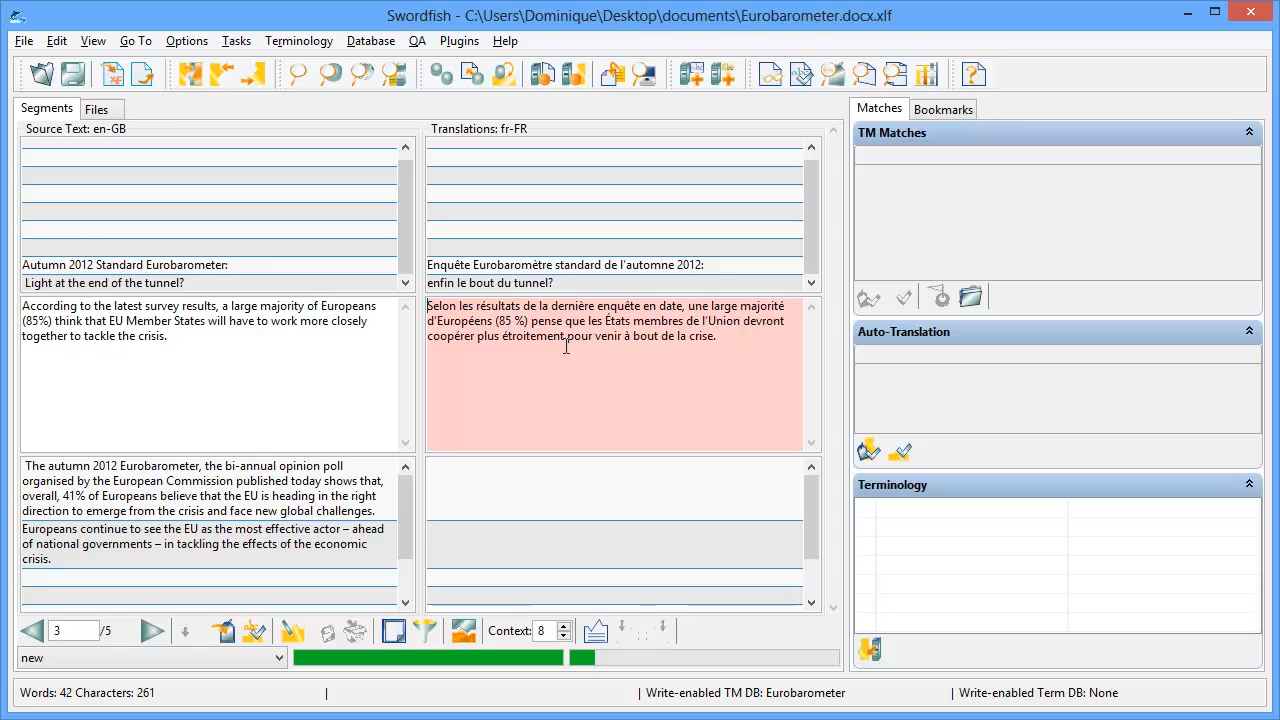 Swordfish - C:\Users\Dominique\Desktop\documents\Eurobarometer.docx.xlf
File Edit View Go To Options Tasks Terminology Database QA Plugins Help
Segments Files
Source Text: en-GB
Translations: fr-FR
Autumn 2012 Standard Eurobarometer:
Light at the end of the tunnel?
Enquête Eurobaromètre standard de l'automne 2012:
enfin le bout du tunnel?
According to the latest survey results, a large majority of Europeans
(85%) think that EU Member States will have to work more closely
together to tackle the crisis.
Selon les résultats de la dernière enquête en date, une large majorité
d'Européens (85 %) pense que les États membres de l'Union devront
coopérer plus étroitement pour venir à bout de la crise.
The autumn 2012 Eurobarometer, the bi-annual opinion poll
organised by the European Commission published today shows that,
overall, 41% of Europeans believe that the EU is heading in the right
direction to emerge from the crisis and face new global challenges.
Europeans continue to see the EU as the most effective actor – ahead
of national governments – in tackling the effects of the economic
crisis.
3 /5
Context: 8
new
Matches Bookmarks
TM Matches
Auto-Translation
Terminology
Words: 42 Characters: 261 | | Write-enabled TM DB: Eurobarometer | Write-enabled Term DB: None